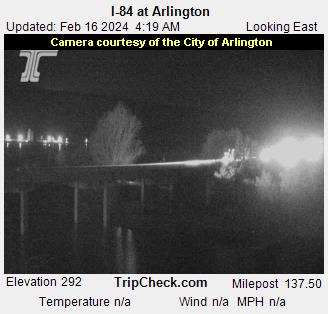 I-84 at Arlington
Updated: Feb 16 2024 4:19 AM Looking East
Camera courtesy of the City of Arlington
Elevation 292 TripCheck.com Milepost 137.50
Temperature n/a Wind n/a MPH n/a